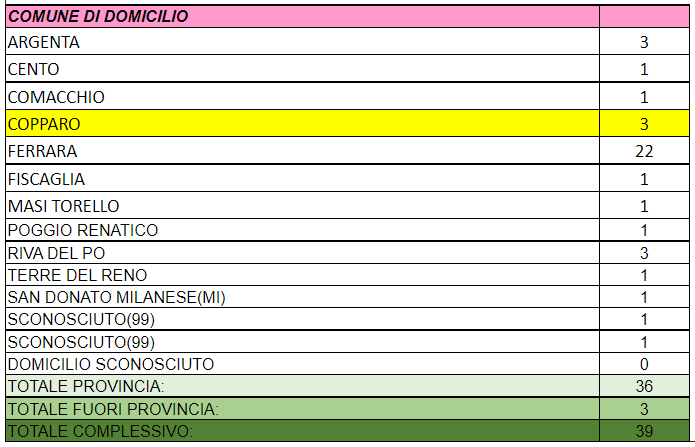 COMUNE DI DOMICILIO
ARGENTA 3
CENTO 1
COMACCHIO 1
COPPARO 3
FERRARA 22
FISCAGLIA 1
MASI TORELLO 1
POGGIO RENATICO 1
RIVA DEL PO 3
TERRE DEL RENO 1
SAN DONATO MILANESE(MI) 1
SCONOSCIUTO(99) 1
SCONOSCIUTO(99) 1
DOMICILIO SCONOSCIUTO 0
TOTALE PROVINCIA: 36
TOTALE FUORI PROVINCIA: 3
TOTALE COMPLESSIVO: 39